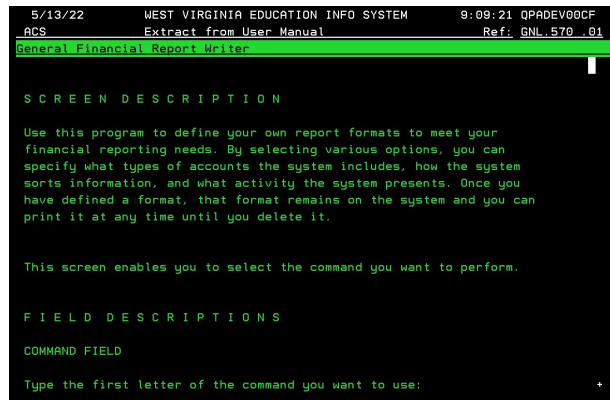 5/13/22 WEST VIRGINIA EDUCATION INFO SYSTEM 9:09:21 QPADEV00CF
ACS Extract from User Manual Ref: GNL.570 .01
General Financial Report Writer
S C R E E N D E S C R I P T I O N
Use this program to define your own report formats to meet your
financial reporting needs. By selecting various options, you can
specify what types of accounts the system includes, how the system
sorts information, and what activity the system presents. Once you
have defined a format, that format remains on the system and you can
print it at any time until you delete it.
This screen enables you to select the command you want to perform.
F I E L D D E S C R I P T I O N S
COMMAND FIELD
Type the first letter of the command you want to use: +